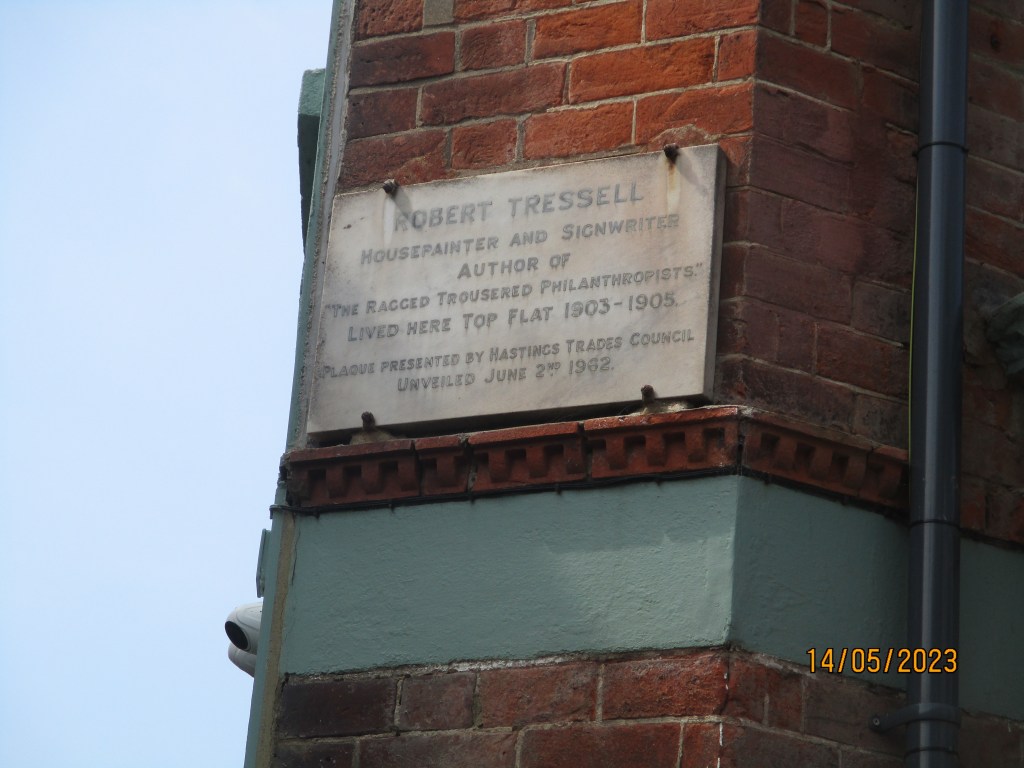 ROBERT TRESSELL
HOUSEPAINTER AND SIGNWRITER
AUTHOR OF
"THE RAGGED TROUSERED PHILANTHROPISTS."
LIVED HERE TOP FLAT 1903-1905.
PLAQUE PRESENTED BY HASTINGS TRADES COUNCIL
UNVEILED JUNE 2ND 1962.
14/05/2023